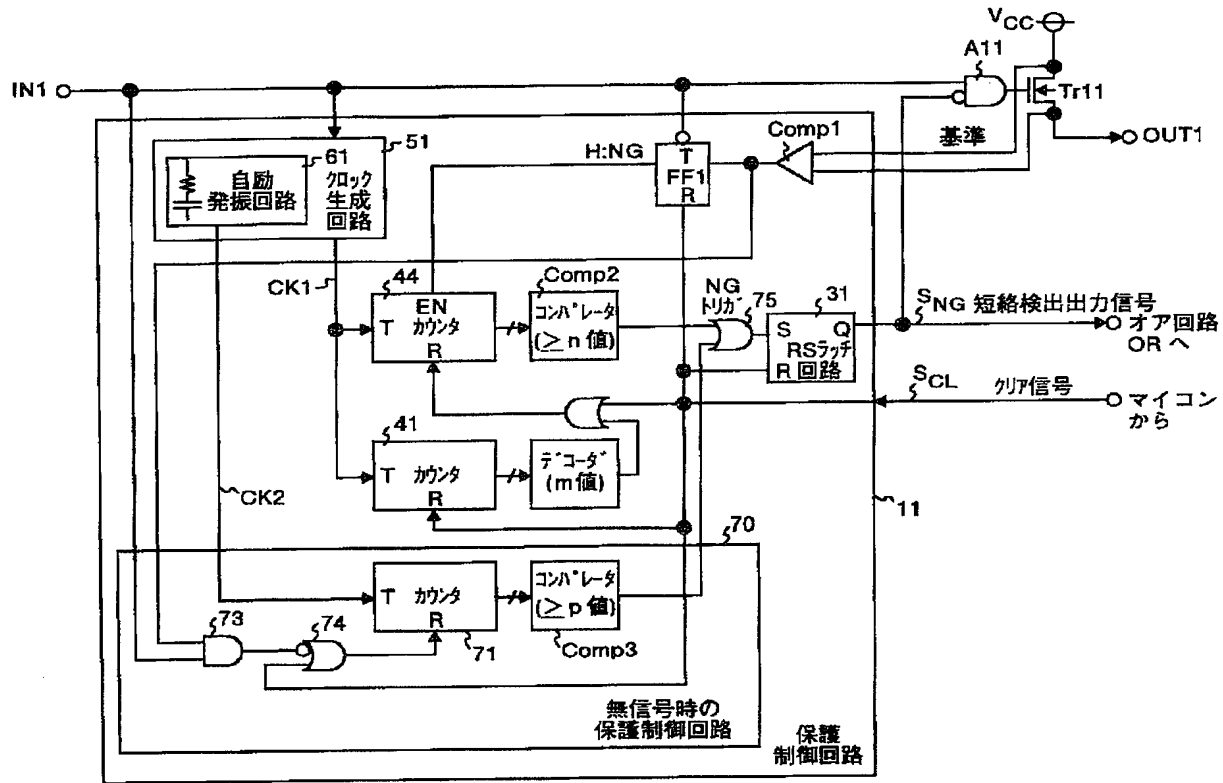 VCC
A11
IN1
Tr11
51
Comp1
基準
OUT1
H:NG
T
FF1
R
61
自励
発振回路
クロック
生成
回路
CK1
44
EN
T カウンタ
R
Comp2
コンパレータ
(≥n値)
NG
トリガ
75
31
S Q
RSラッチ
R 回路
SNG 短絡検出出力信号
オア回路
ORへ
SCL クリア信号
マイコン
から
41
T カウンタ
R
デコーダ
(m値)
CK2
11
70
T カウンタ
R
71
コンパレータ
(≥p値)
Comp3
73
74
無信号時の
保護制御回路
保護
制御回路